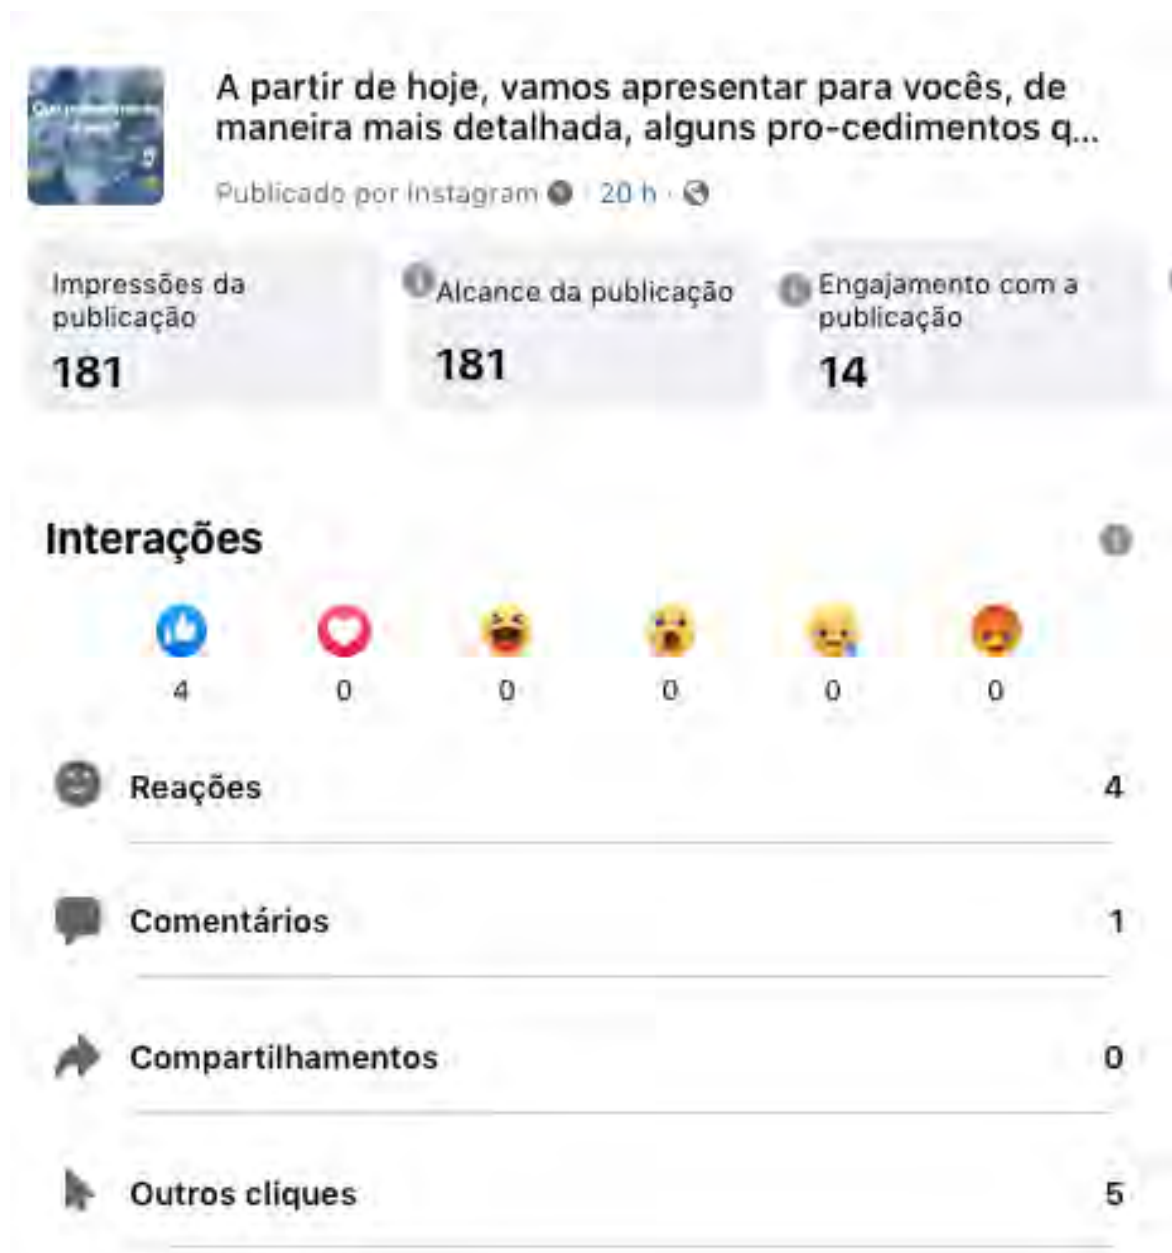 A partir de hoje, vamos apresentar para vocês, de
maneira mais detalhada, alguns pro-cedimentos q...
Publicado por Instagram · 20 h ·
Impressões da
publicação
181
Alcance da publicação
181
Engajamento com a
publicação
14
Interações
4 0 0 0 0 0
Reações 4
Comentários 1
Compartilhamentos 0
Outros cliques 5